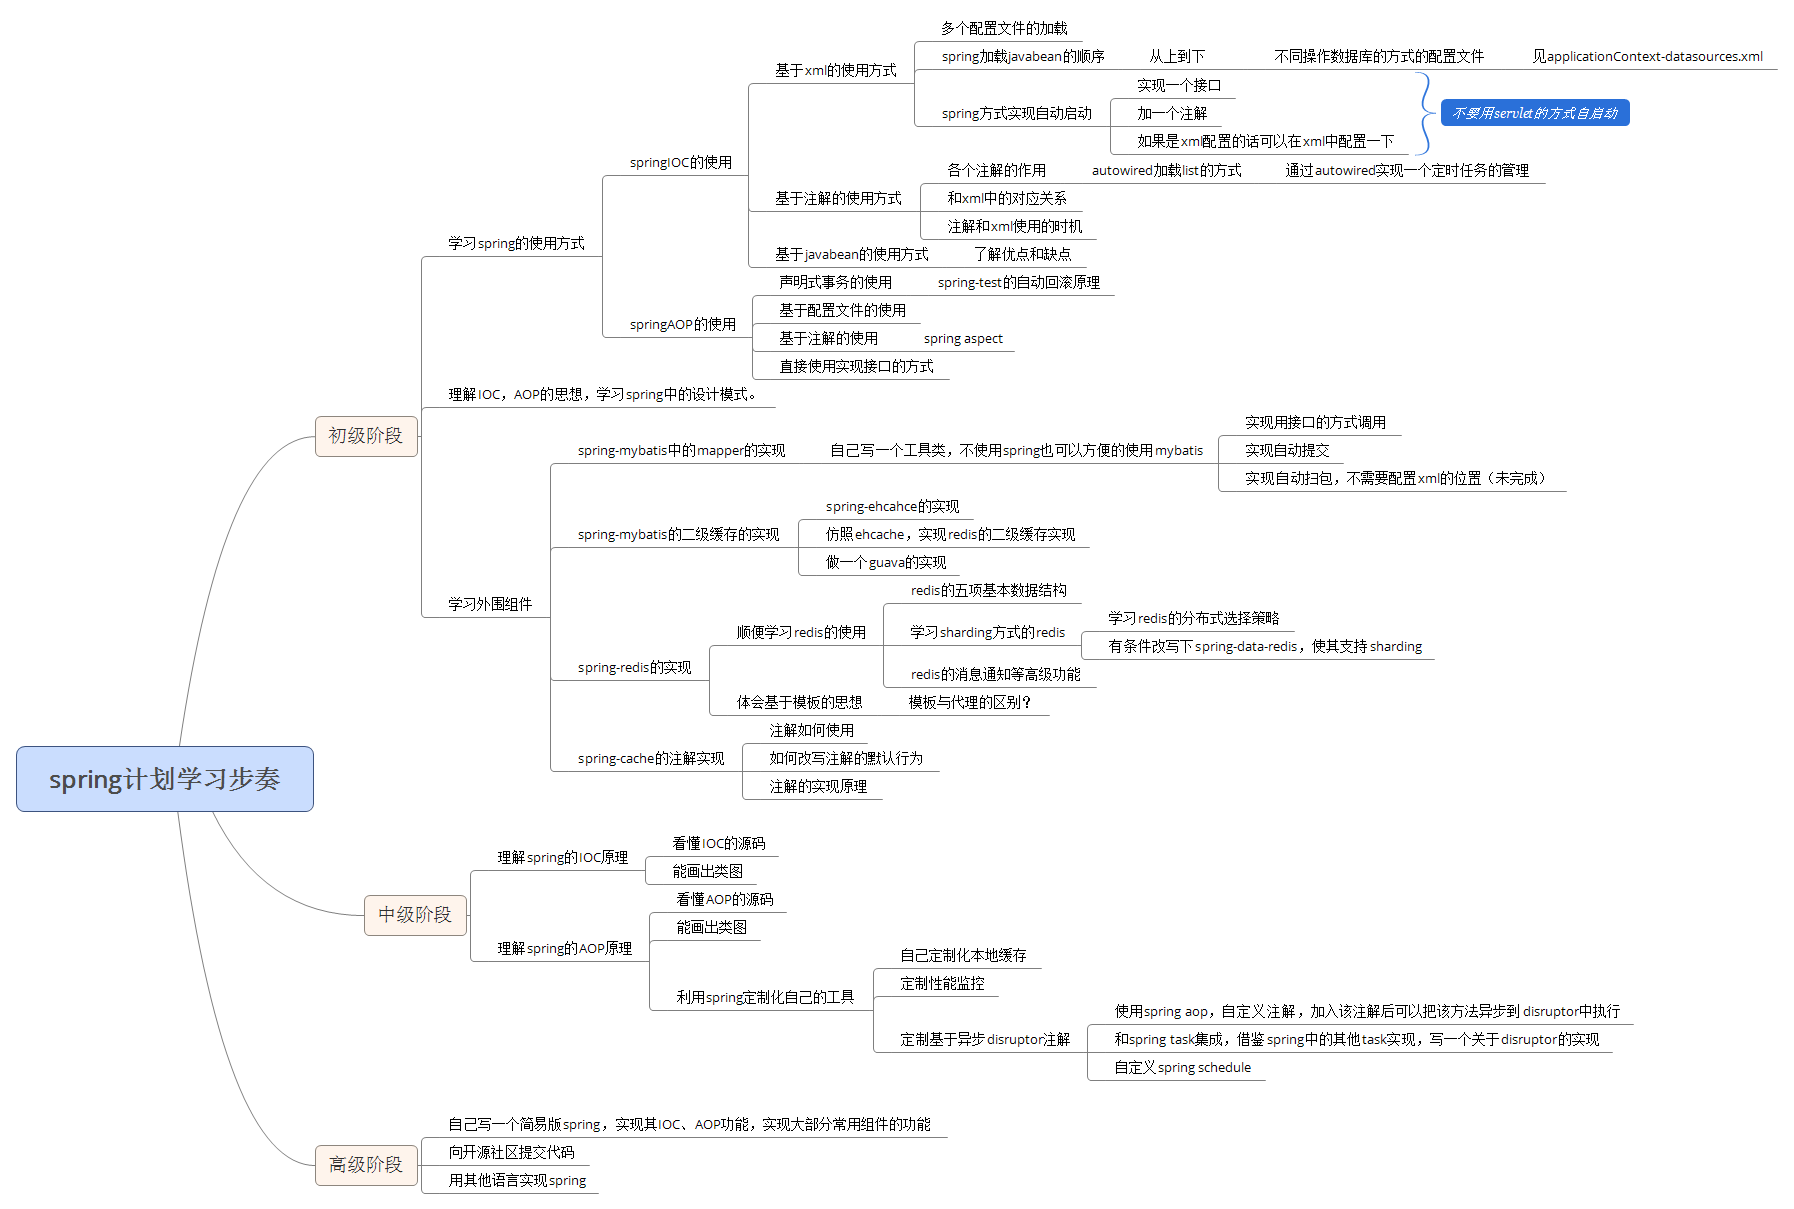 spring计划学习步奏
初级阶段
学习spring的使用方式
springIOC的使用
基于xml的使用方式
多个配置文件的加载
spring加载javabean的顺序
从上到下
不同操作数据库的方式的配置文件
见applicationContext-datasources.xml
spring方式实现自动启动
实现一个接口
加一个注解
如果是xml配置的话可以在xml中配置一下
不要用servlet的方式自启动
基于注解的使用方式
各个注解的作用
autowired加载list的方式
通过autowired实现一个定时任务的管理
和xml中的对应关系
注解和xml使用的时机
基于javabean的使用方式
了解优点和缺点
springAOP的使用
声明式事务的使用
spring-test的自动回滚原理
基于配置文件的使用
基于注解的使用
spring aspect
直接使用实现接口的方式
理解IOC，AOP的思想，学习spring中的设计模式。
学习外围组件
spring-mybatis中的mapper的实现
自己写一个工具类，不使用spring也可以方便的使用mybatis
实现用接口的方式调用
实现自动提交
实现自动扫包，不需要配置xml的位置（未完成）
spring-mybatis的二级缓存的实现
spring-ehcahce的实现
仿照ehcache，实现redis的二级缓存实现
做一个guava的实现
spring-redis的实现
顺便学习redis的使用
redis的五项基本数据结构
学习sharding方式的redis
学习redis的分布式选择策略
有条件改写下spring-data-redis，使其支持sharding
redis的消息通知等高级功能
体会基于模板的思想
模板与代理的区别？
spring-cache的注解实现
注解如何使用
如何改写注解的默认行为
注解的实现原理
中级阶段
理解spring的IOC原理
看懂IOC的源码
能画出类图
理解spring的AOP原理
看懂AOP的源码
能画出类图
利用spring定制化自己的工具
自己定制化本地缓存
定制性能监控
定制基于异步disruptor注解
使用spring aop，自定义注解，加入该注解后可以把该方法异步到disruptor中执行
和spring task集成，借鉴spring中的其他task实现，写一个关于disruptor的实现
自定义spring schedule
高级阶段
自己写一个简易版spring，实现其IOC、AOP功能，实现大部分常用组件的功能
向开源社区提交代码
用其他语言实现spring